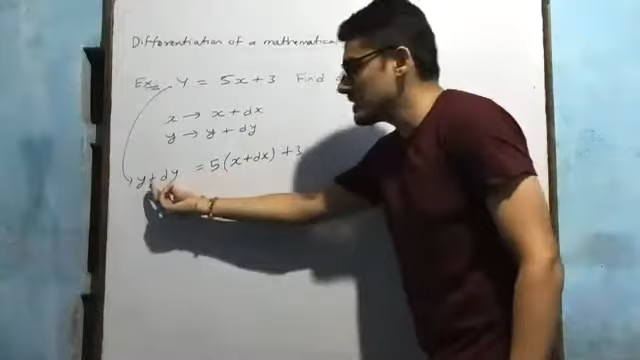 Differentiation of a mathematical
Ex:- y = 5x+3 Find
x → x + dx
y → y + dy
y + dy = 5(x+dx) + 3